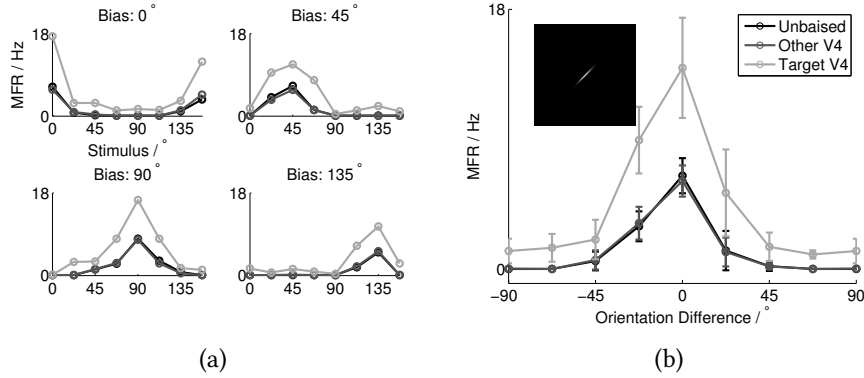 Bias: 0°
Bias: 45°
18
MFR / Hz
0
0 45 90 135
Stimulus / °
18
0
0 45 90 135
Bias: 90°
Bias: 135°
18
0
0 45 90 135
18
0
0 45 90 135
(a)
18
MFR / Hz
0
Unbaised
Other V4
Target V4
−90 −45 0 45 90
Orientation Difference / °
(b)